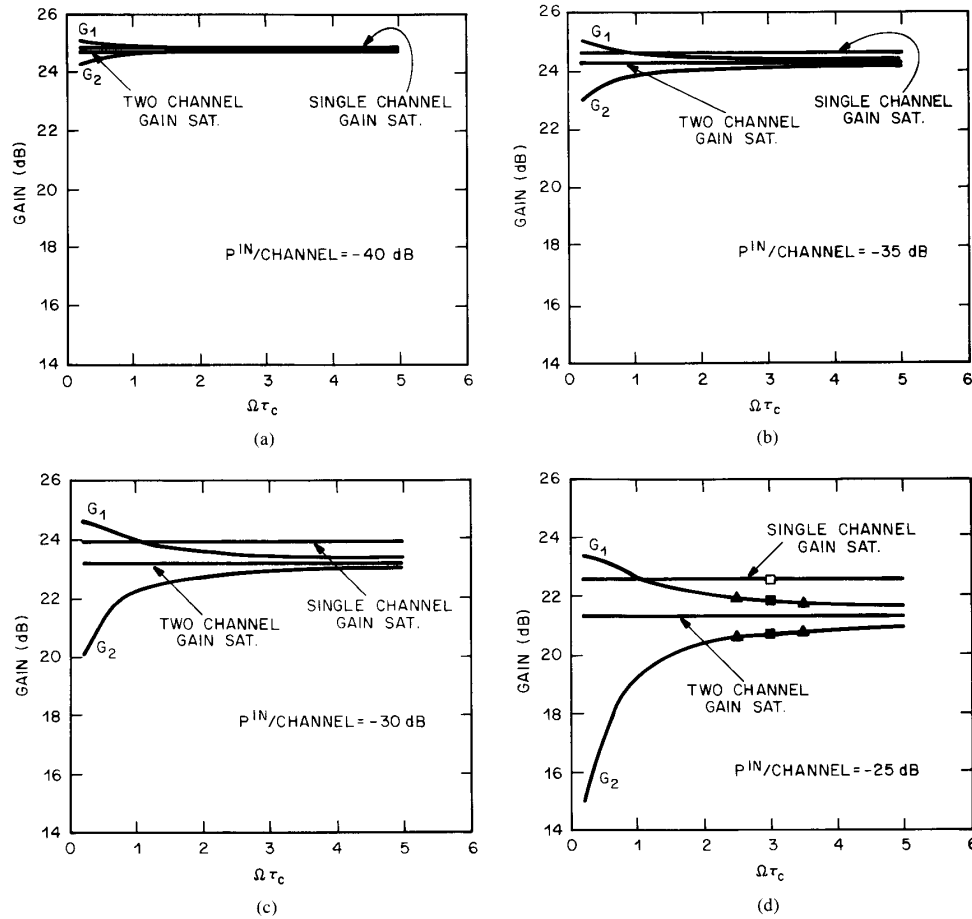 26
24
22
20
18
16
14
GAIN (dB)
G1
G2
TWO CHANNEL
GAIN SAT.
SINGLE CHANNEL
GAIN SAT.
P^IN/CHANNEL = -40 dB
0 1 2 3 4 5 6
Ωτc
(a)
26
24
22
20
18
16
14
GAIN (dB)
G1
G2
SINGLE CHANNEL
GAIN SAT.
TWO CHANNEL
GAIN SAT.
P^IN/CHANNEL = -35 dB
0 1 2 3 4 5 6
Ωτc
(b)
26
24
22
20
18
16
14
GAIN (dB)
G1
G2
SINGLE CHANNEL
GAIN SAT.
TWO CHANNEL
GAIN SAT.
P^IN/CHANNEL = -30 dB
0 1 2 3 4 5 6
Ωτc
(c)
26
24
22
20
18
16
14
GAIN (dB)
SINGLE CHANNEL
GAIN SAT.
G1
TWO CHANNEL
GAIN SAT.
G2
P^IN/CHANNEL = -25 dB
0 1 2 3 4 5 6
Ωτc
(d)